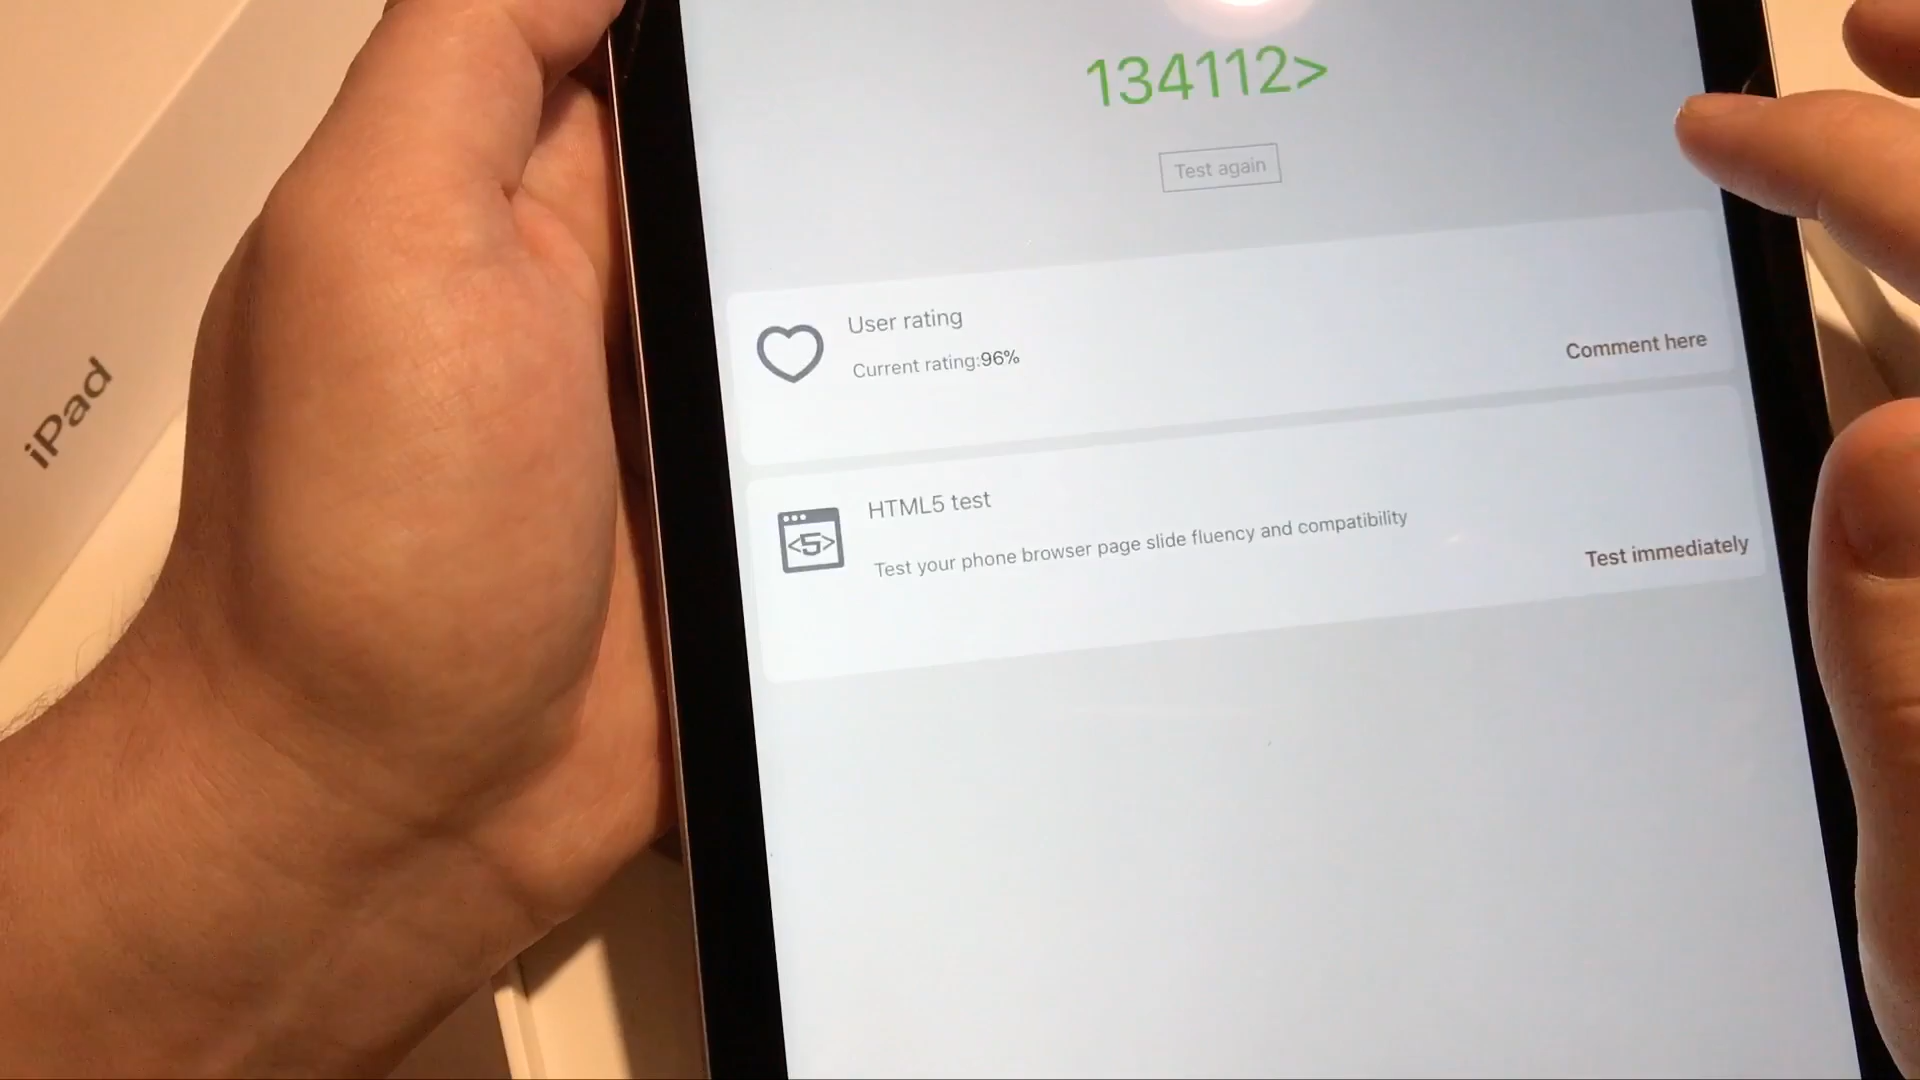 134112>
Test again
User rating
Current rating:96%
Comment here
iPad
HTML5 test
Test your phone browser page slide fluency and compatibility
Test immediately